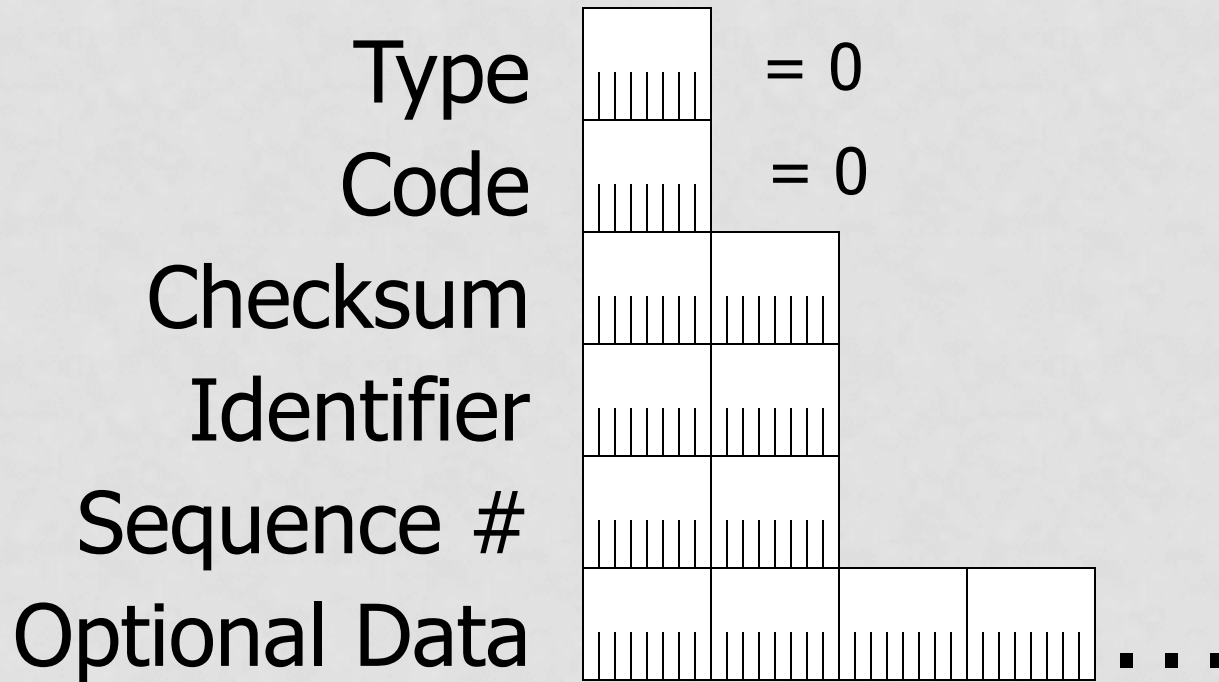 Type = 0
Code = 0
Checksum
Identifier
Sequence #
Optional Data ...